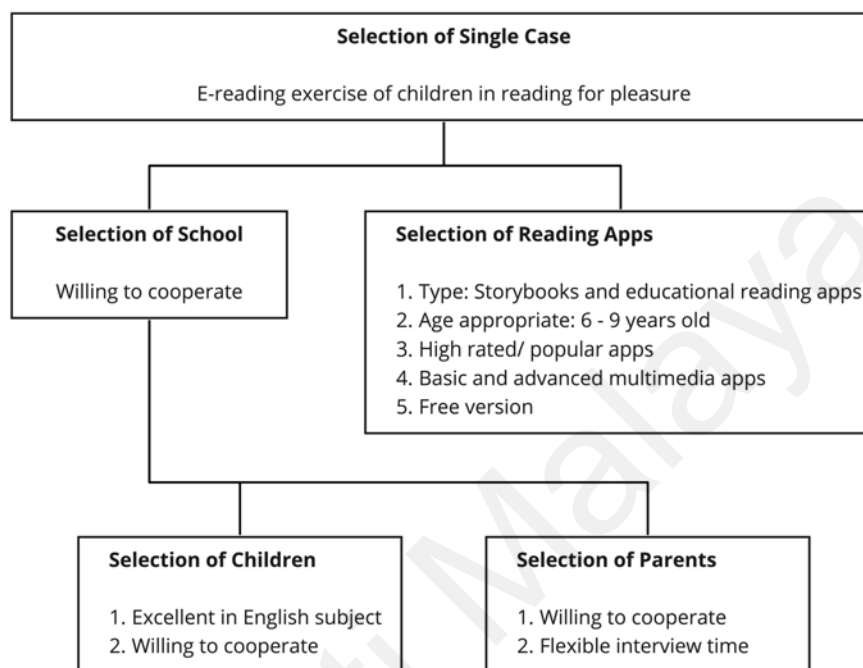 Selection of Single Case
E-reading exercise of children in reading for pleasure
Selection of School
Willing to cooperate
Selection of Reading Apps
1. Type: Storybooks and educational reading apps
2. Age appropriate: 6 - 9 years old
3. High rated/ popular apps
4. Basic and advanced multimedia apps
5. Free version
Selection of Children
1. Excellent in English subject
2. Willing to cooperate
Selection of Parents
1. Willing to cooperate
2. Flexible interview time
Malaya